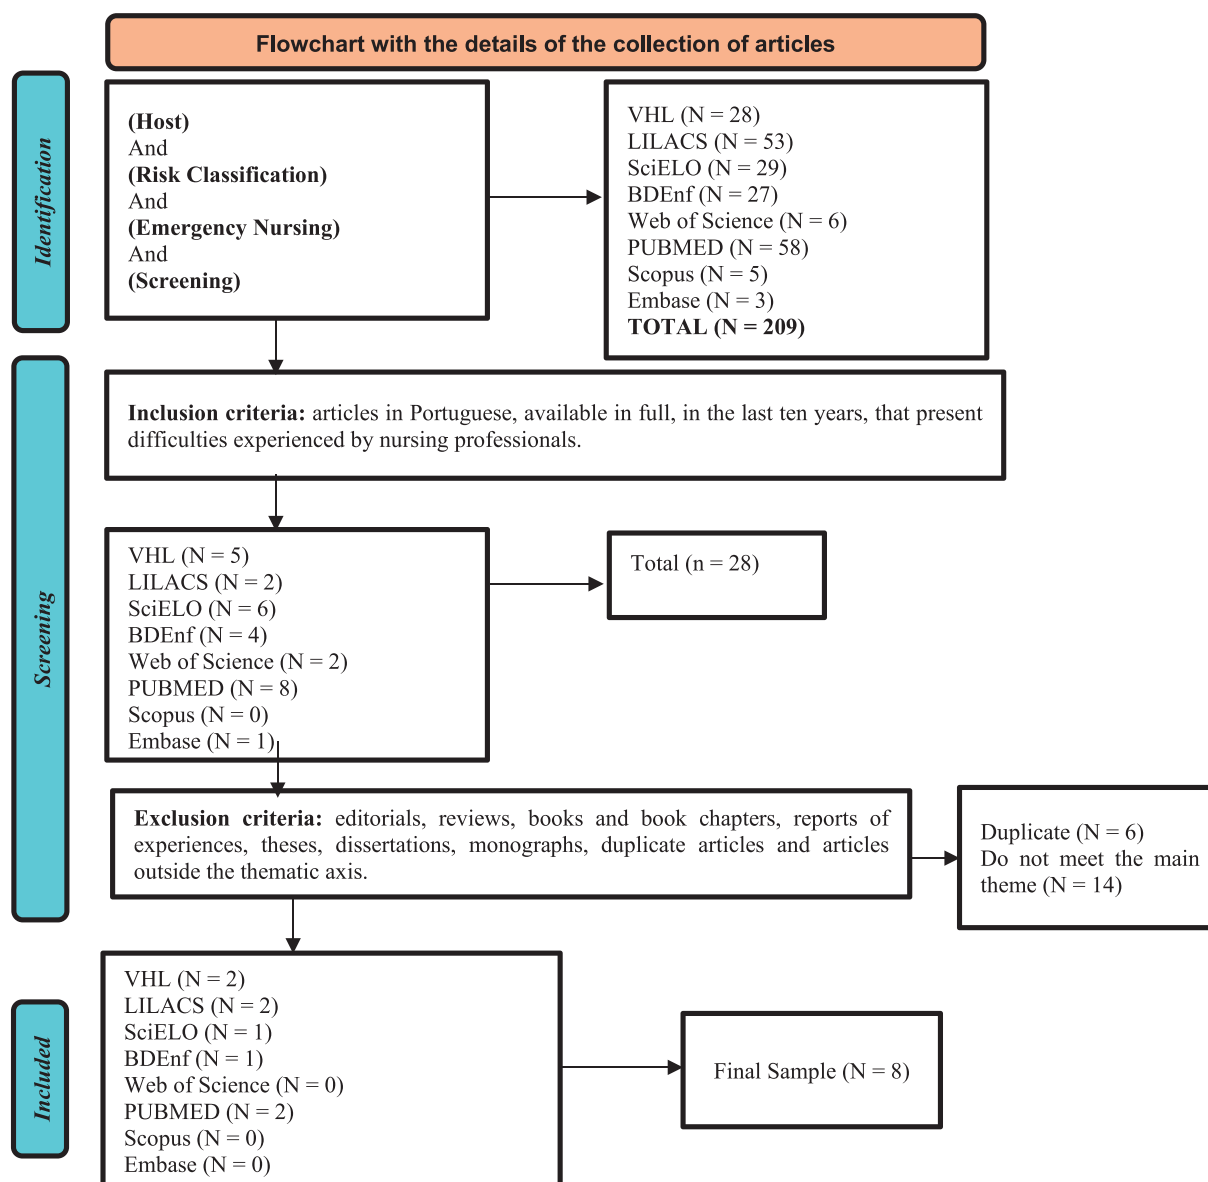 Flowchart with the details of the collection of articles
Identification
(Host)
And
(Risk Classification)
And
(Emergency Nursing)
And
(Screening)
VHL (N = 28)
LILACS (N = 53)
SciELO (N = 29)
BDEnf (N = 27)
Web of Science (N = 6)
PUBMED (N = 58)
Scopus (N = 5)
Embase (N = 3)
TOTAL (N = 209)
Screening
Inclusion criteria: articles in Portuguese, available in full, in the last ten years, that present
difficulties experienced by nursing professionals.
VHL (N = 5)
LILACS (N = 2)
SciELO (N = 6)
BDEnf (N = 4)
Web of Science (N = 2)
PUBMED (N = 8)
Scopus (N = 0)
Embase (N = 1)
Total (n = 28)
Exclusion criteria: editorials, reviews, books and book chapters, reports of
experiences, theses, dissertations, monographs, duplicate articles and articles
outside the thematic axis.
Duplicate (N = 6)
Do not meet the main
theme (N = 14)
Included
VHL (N = 2)
LILACS (N = 2)
SciELO (N = 1)
BDEnf (N = 1)
Web of Science (N = 0)
PUBMED (N = 2)
Scopus (N = 0)
Embase (N = 0)
Final Sample (N = 8)